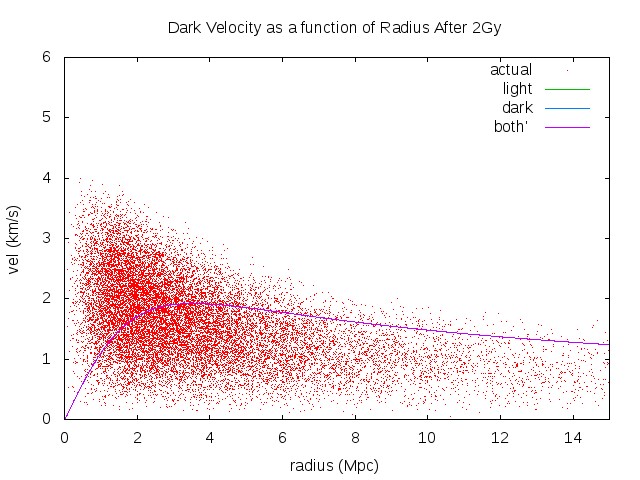 Dark Velocity as a function of Radius After 2Gy
6
5
4
3
2
1
0
vel (km/s)
actual
light
dark
both'
0 2 4 6 8 10 12 14
radius (Mpc)